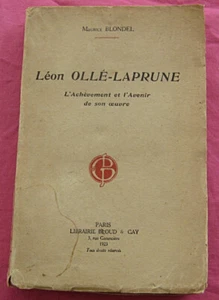 Maurice BLONDEL
Léon OLLÉ-LAPRUNE
L'Achèvement et l'Avenir
de son œuvre
PARIS
LIBRAIRIE BLOUD & GAY
3, rue Garancière
1923
Tous droits réservés